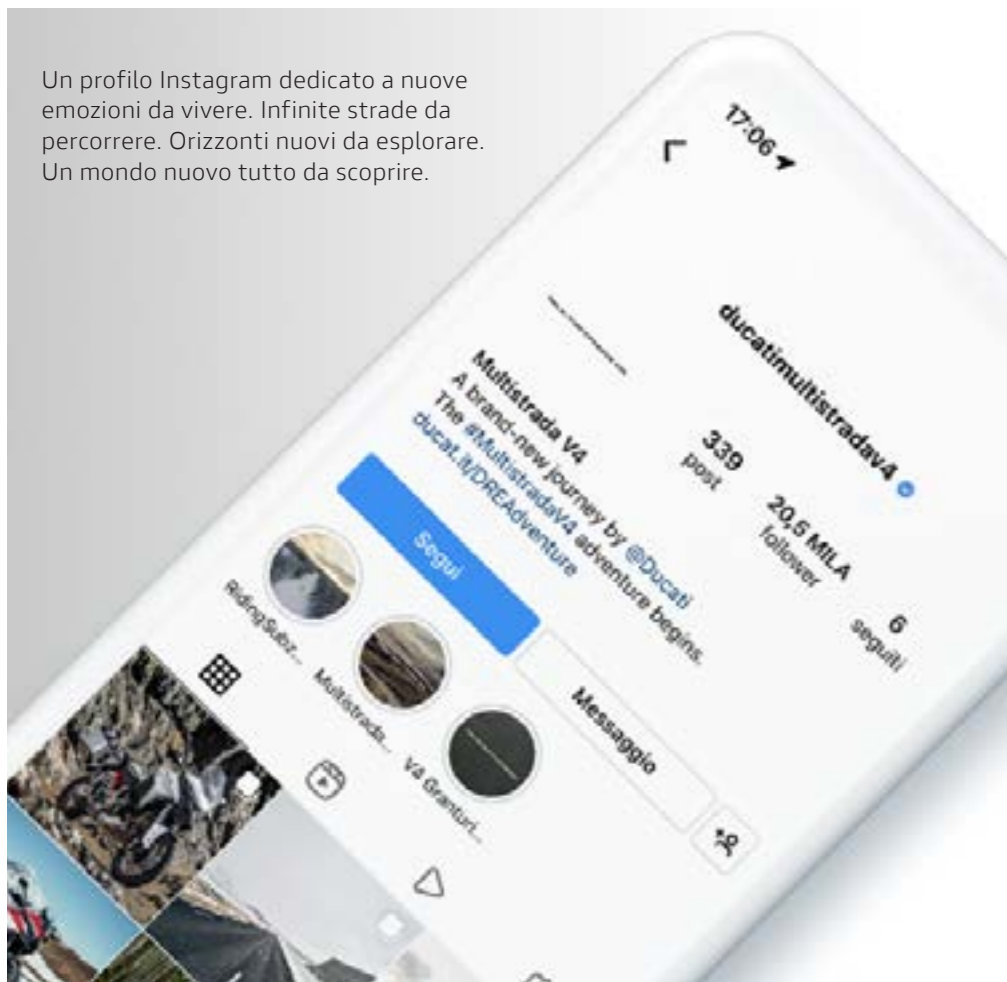 Un profilo Instagram dedicato a nuove
emozioni da vivere. Infinite strade da
percorrere. Orizzonti nuovi da esplorare.
Un mondo nuovo tutto da scoprire.
17:06
ducatimultistradav4
339
post
20,5 MILA
follower
6
seguiti
Multistrada V4
A brand-new journey by @Ducati
The #MultistradaV4 adventure begins.
ducat.it/DREAdventure
Segui
Messaggio
RidingSubz...
Multistrada...
V4 Granturi...